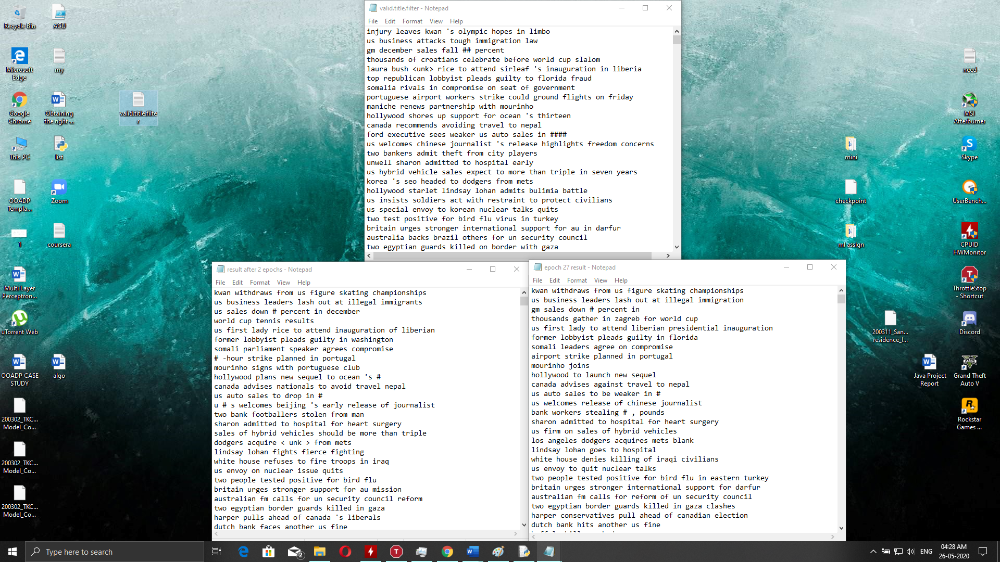 Recycle Bin
ACU
Microsoft Edge
my
Google Chrome
Obtaining the right ...
valid.title.filter
This PC
list
OOADP Templa...
Zoom
1
coursera
Multi Layer Perceptron...
uTorrent Web
OOADP CASE STUDY
algo
200302_TKC... Model_Co...
200302_TKC... Model_Co...
200302_TKC... Model_Co...
valid.title.filter - Notepad
File Edit Format View Help
injury leaves kwan 's olympic hopes in limbo
us business attacks tough immigration law
gm december sales fall ## percent
thousands of croatians celebrate before world cup slalom
laura bush <unk> rice to attend sirleaf 's inauguration in liberia
top republican lobbyist pleads guilty to florida fraud
somalia rivals in compromise on seat of government
portuguese airport workers strike could ground flights on friday
maniche renews partnership with mourinho
hollywood shores up support for ocean 's thirteen
canada recommends avoiding travel to nepal
ford executive sees weaker us auto sales in ####
us welcomes chinese journalist 's release highlights freedom concerns
two bankers admit theft from city players
unwell sharon admitted to hospital early
us hybrid vehicle sales expect to more than triple in seven years
korea 's seo headed to dodgers from mets
hollywood starlet lindsay lohan admits bulimia battle
us insists soldiers act with restraint to protect civilians
us special envoy to korean nuclear talks quits
two test positive for bird flu virus in turkey
britain urges stronger international support for au in darfur
australia backs brazil others for un security council
two egyptian guards killed on border with gaza
result after 2 epochs - Notepad
File Edit Format View Help
kwan withdraws from us figure skating championships
us business leaders lash out at illegal immigrants
us sales down # percent in december
world cup tennis results
us first lady rice to attend inauguration of liberian
former lobbyist pleads guilty in washington
somali parliament speaker agrees compromise
# -hour strike planned in portugal
mourinho signs with portuguese club
hollywood plans new sequel to ocean 's #
canada advises nationals to avoid travel nepal
us auto sales to drop in #
u # s welcomes beijing 's early release of journalist
two bank footballers stolen from man
sharon admitted to hospital for heart surgery
sales of hybrid vehicles should be more than triple
dodgers acquire < unk > from mets
lindsay lohan fights fierce fighting
white house refuses to fire troops in iraq
us envoy on nuclear issue quits
two people tested positive for bird flu
britain urges stronger support for au mission
australian fm calls for un security council reform
two egyptian border guards killed in gaza
harper pulls ahead of canada 's liberals
dutch bank faces another us fine
epoch 27 result - Notepad
File Edit Format View Help
kwan withdraws from us figure skating championships
us business leaders lash out at illegal immigration
gm sales down # percent in
thousands gather in zagreb for world cup
us first lady to attend liberian presidential inauguration
former lobbyist pleads guilty in florida
somali leaders agree on compromise
airport strike planned in portugal
mourinho joins
hollywood to launch new sequel
canada advises against travel to nepal
us auto sales to be weaker in #
us welcomes release of chinese journalist
bank workers stealing # , pounds
sharon admitted to hospital for heart surgery
us firm on sales of hybrid vehicles
los angeles dodgers acquires mets blank
lindsay lohan goes to hospital
white house denies killing of iraqi civilians
us envoy to quit nuclear talks
two people tested positive for bird flu in eastern turkey
britain urges stronger international support for darfur
australian fm calls for reform of un security council
two egyptian border guards killed in gaza clashes
harper conservatives pull ahead of canadian election
dutch bank hits another us fine
need
MSI Afterburner
mini
Skype
checkpoint
UserBench...
ml assign
CPUID HWMonitor
ThrottleStop - Shortcut
200311_San... residence_l...
Discord
Java Project Report
Grand Theft Auto V
Rockstar Games ...
Type here to search
2
ENG
04:28 AM
26-05-2020